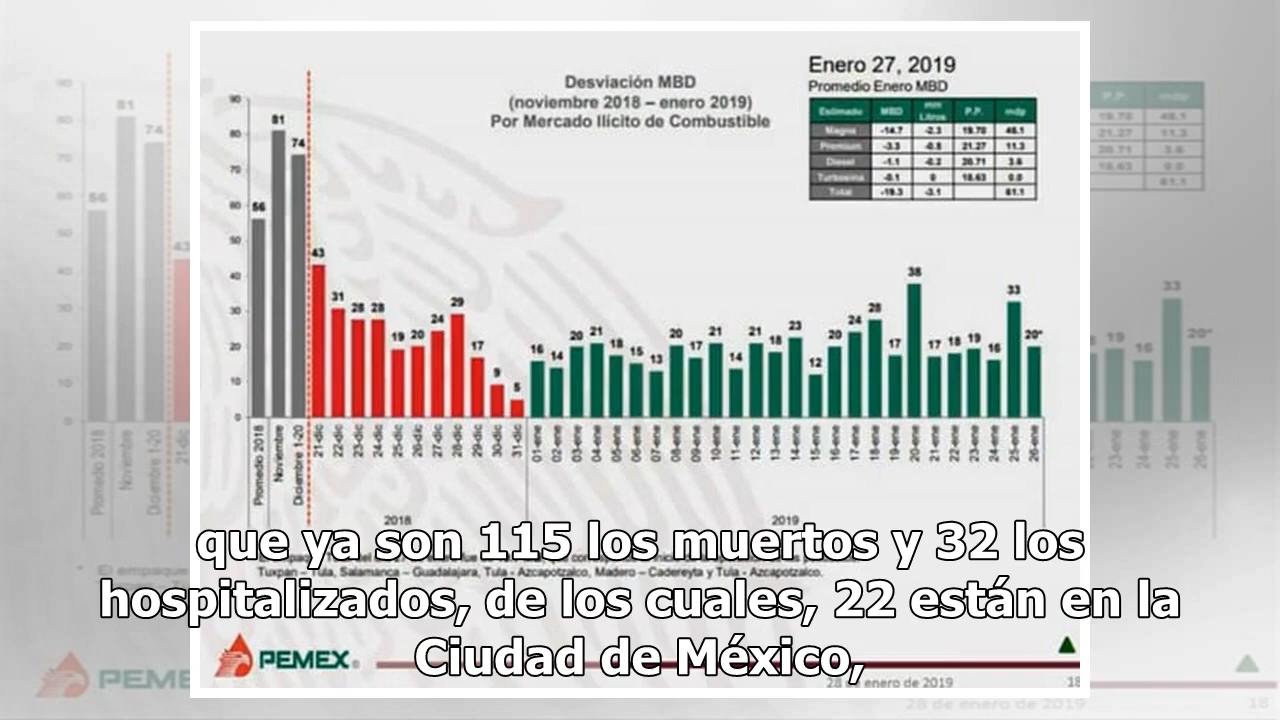 Enero 27, 2019
Promedio Enero MBD
Desviación MBD
(noviembre 2018 – enero 2019)
Por Mercado Ilícito de Combustible
Estimado MBD mm Litros P.P. mdp
Magna -14.7 -2.3 19.70 46.1
Premium -3.3 -0.5 21.27 11.3
Diesel -1.1 -0.2 20.71 3.6
Turbosina -0.1 0 18.63 0.0
Total -19.3 -3.1 61.1
90
80
70
60
50
40
30
20
10
0
56 81 74 43 31 28 28 19 20 24 29 17 9 5 16 14 20 21 18 15 13 20 17 21 14 21 18 23 12 20 24 28 17 38 17 18 19 16 33 20*
Promedio 2018 Noviembre Diciembre 1-20 21-dic 22-dic 23-dic 24-dic 25-dic 26-dic 27-dic 28-dic 29-dic 30-dic 31-dic 01-ene 02-ene 03-ene 04-ene 05-ene 06-ene 07-ene 08-ene 09-ene 10-ene 11-ene 12-ene 13-ene 14-ene 15-ene 16-ene 17-ene 18-ene 19-ene 20-ene 21-ene 22-ene 23-ene 24-ene 25-ene 26-ene
2018 2019
que ya son 115 los muertos y 32 los
Tuxpan – Tula, Salamanca – Guadalajara, Tula - Azcapotzalco, Madero – Cadereyta y Tula - Azcapotzalco.
hospitalizados, de los cuales, 22 están en la
Ciudad de México,
PEMEX
28 de enero de 2019
18